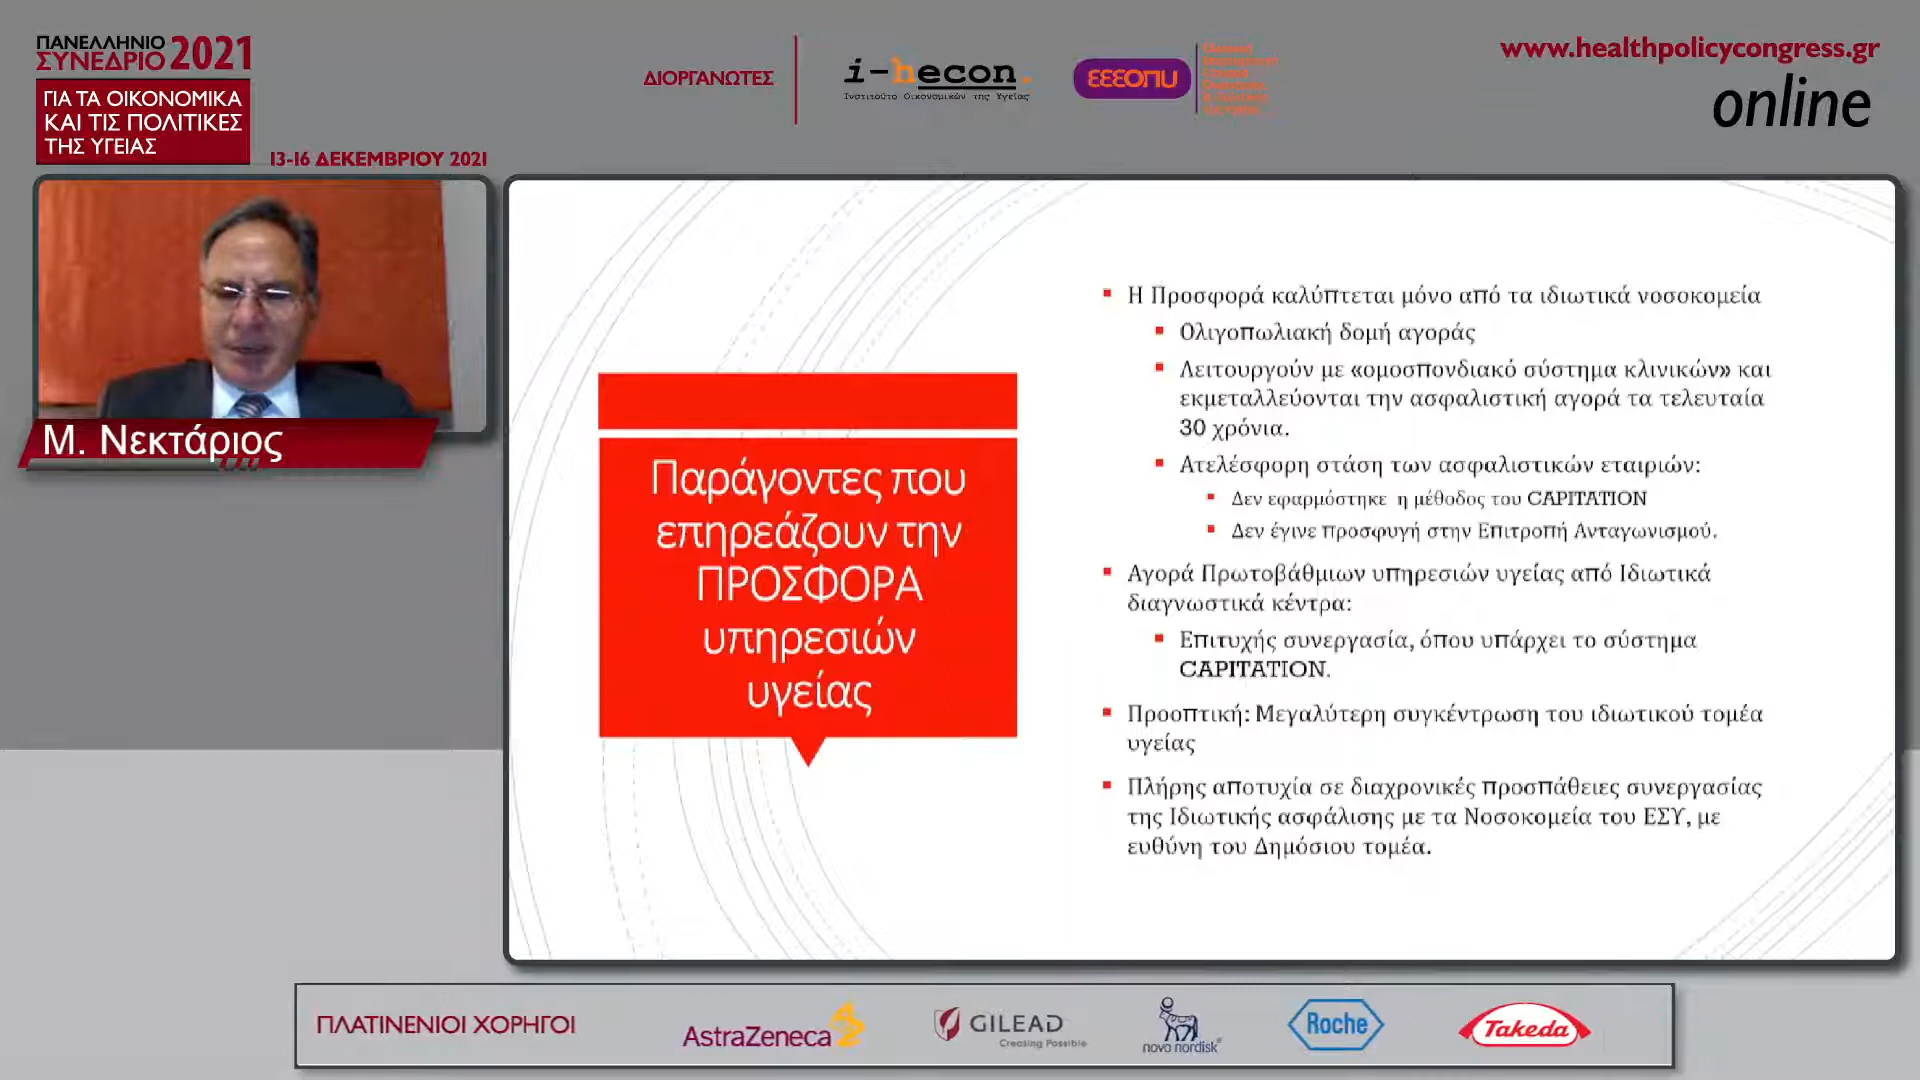 ΠΑΝΕΛΛΗΝΙΟ
ΣΥΝΕΔΡΙΟ 2021
ΓΙΑ ΤΑ ΟΙΚΟΝΟΜΙΚΑ
ΚΑΙ ΤΙΣ ΠΟΛΙΤΙΚΕΣ
ΤΗΣ ΥΓΕΙΑΣ
13-16 ΔΕΚΕΜΒΡΙΟΥ 2021
ΔΙΟΡΓΑΝΩΤΕΣ
i-hecon.
Ινστιτούτο Οικονομικών της Υγείας
ΕΕΕΟΠΥ
www.healthpolicycongress.gr
online
Μ. Νεκτάριος
Παράγοντες που
επηρεάζουν την
ΠΡΟΣΦΟΡΑ
υπηρεσιών
υγείας
Η Προσφορά καλύπτεται μόνο από τα ιδιωτικά νοσοκομεία
Ολιγοπωλιακή δομή αγοράς
Λειτουργούν με «ομοσπονδιακό σύστημα κλινικών» και
εκμεταλλεύονται την ασφαλιστική αγορά τα τελευταία
30 χρόνια.
Ατελέσφορη στάση των ασφαλιστικών εταιριών:
Δεν εφαρμόστηκε η μέθοδος του CAPITATION
Δεν έγινε προσφυγή στην Επιτροπή Ανταγωνισμού.
Αγορά Πρωτοβάθμιων υπηρεσιών υγείας από Ιδιωτικά
διαγνωστικά κέντρα:
Επιτυχής συνεργασία, όπου υπάρχει το σύστημα
CAPITATION.
Προοπτική: Μεγαλύτερη συγκέντρωση του ιδιωτικού τομέα
υγείας
Πλήρης αποτυχία σε διαχρονικές προσπάθειες συνεργασίας
της Ιδιωτικής ασφάλισης με τα Νοσοκομεία του ΕΣΥ, με
ευθύνη του Δημόσιου τομέα.
ΠΛΑΤΙΝΕΝΙΟΙ ΧΟΡΗΓΟΙ
AstraZeneca
GILEAD
Creating Possible
novo nordisk
Roche
Takeda